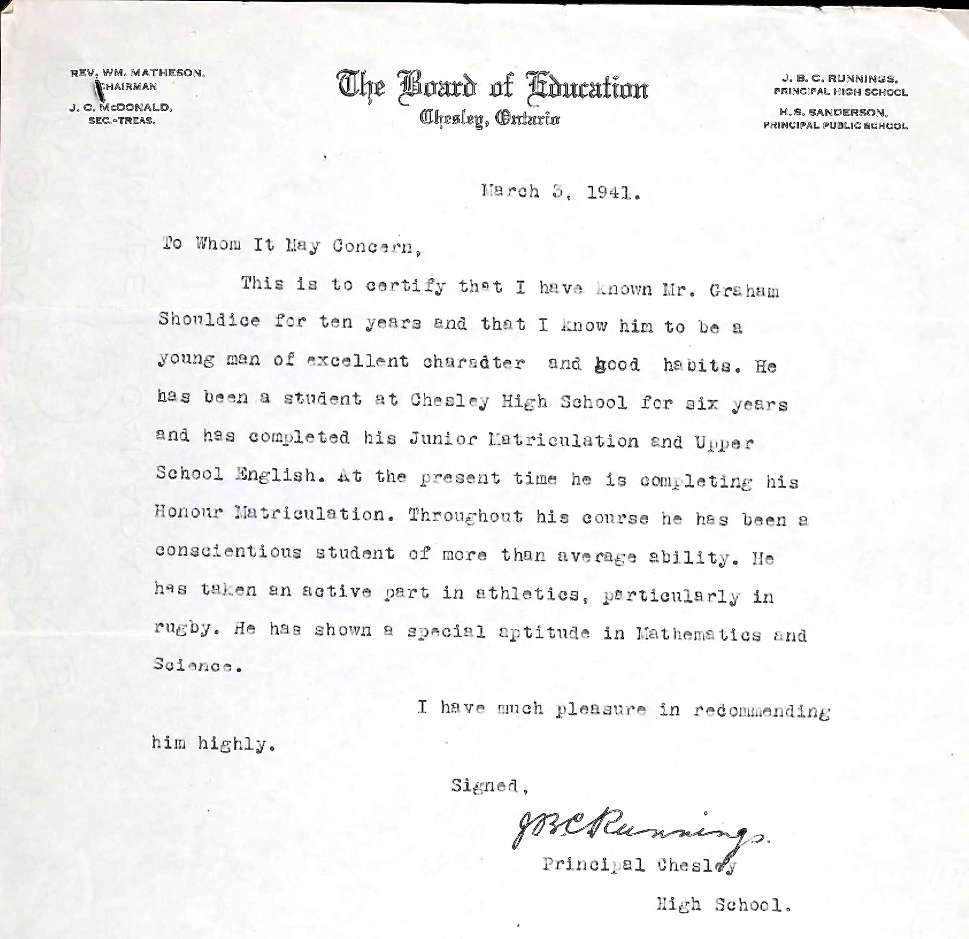 REV. WM. MATHESON,
CHAIRMAN
J. C. McDONALD,
SEC.-TREAS.
The Board of Education
Chesley, Ontario
J. B. C. RUNNINGS,
PRINCIPAL HIGH SCHOOL
H. S. SANDERSON,
PRINCIPAL PUBLIC SCHOOL
March 3, 1941.
To Whom It May Concern,
This is to certify that I have known Mr. Graham
Shouldice for ten years and that I know him to be a
young man of excellent charadter and good habits. He
has been a student at Chesley High School for six years
and has completed his Junior Matriculation and Upper
School English. At the present time he is completing his
Honour Matriculation. Throughout his course he has been a
conscientious student of more than average ability. He
has taken an active part in athletics, particularly in
rugby. He has shown a special aptitude in Mathematics and
Science.
I have much pleasure in redommending
him highly.
Signed,
JBC Runnings.
Principal Chesley
High School.